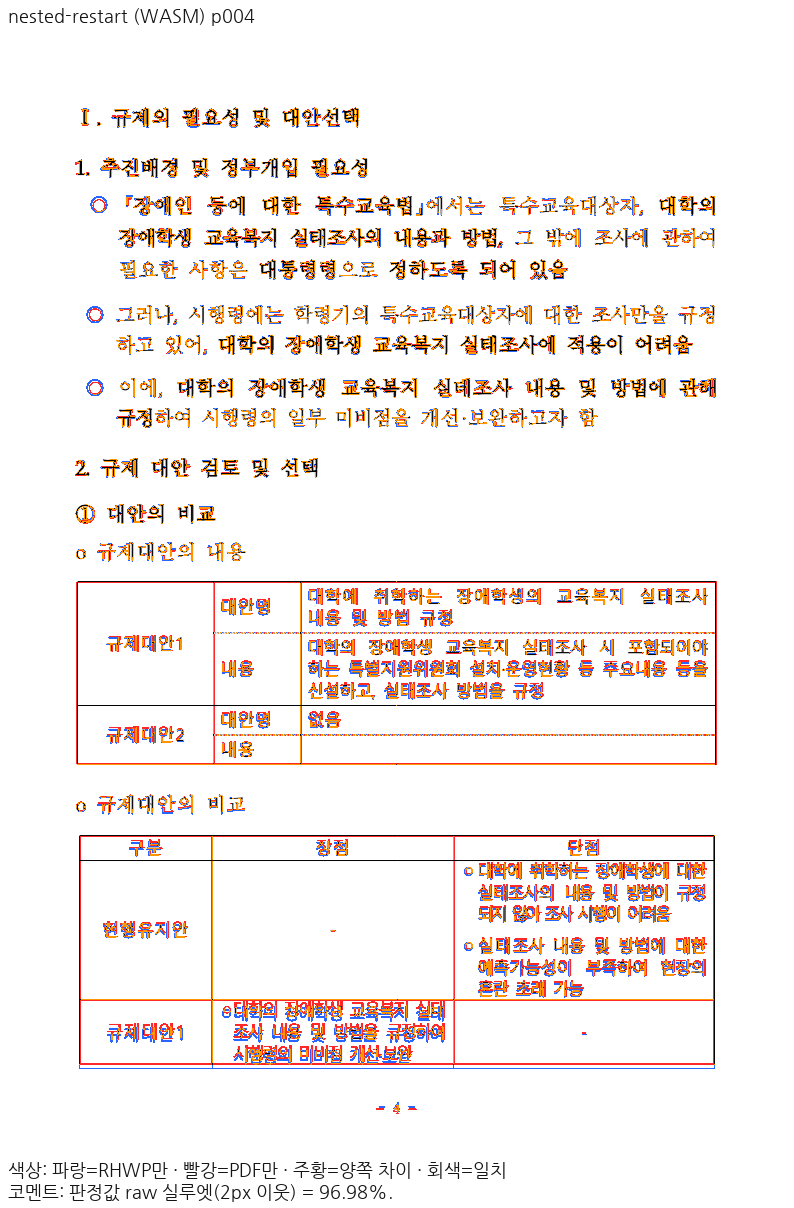 nested-restart (WASM) p004
Ⅰ. 규제의 필요성 및 대안선택
1. 추진배경 및 정부개입 필요성
○ 「장애인 등에 대한 특수교육법」에서는 특수교육대상자, 대학의
장애학생 교육복지 실태조사의 내용과 방법, 그 밖에 조사에 관하여
필요한 사항은 대통령령으로 정하도록 되어 있음
○ 그러나, 시행령에는 학령기의 특수교육대상자에 대한 조사만을 규정
하고 있어, 대학의 장애학생 교육복지 실태조사에 적용이 어려움
○ 이에, 대학의 장애학생 교육복지 실태조사 내용 및 방법에 관해
규정하여 시행령의 일부 미비점을 개선·보완하고자 함
2. 규제 대안 검토 및 선택
① 대안의 비교
o 규제대안의 내용
규제대안1
대안명
대학에 취학하는 장애학생의 교육복지 실태조사
내용 및 방법 규정
내용
대학의 장애학생 교육복지 실태조사 시 포함되어야
하는 특별지원위원회 설치·운영현황 등 주요내용 등을
신설하고, 실태조사 방법을 규정
규제대안2
대안명
없음
내용
o 규제대안의 비교
구분 장점 단점
현행유지안
-
o 대학에 취학하는 장애학생에 대한
실태조사의 내용 및 방법이 규정
되지 않아 조사 시행이 어려움
o 실태조사 내용 및 방법에 대한
예측가능성이 부족하여 현장의
혼란 초래 가능
규제대안1
o 대학의 장애학생 교육복지 실태
조사 내용 및 방법을 규정하여
시행령의 미비점 개선·보완
-
- 4 -
색상: 파랑=RHWP만 · 빨강=PDF만 · 주황=양쪽 차이 · 회색=일치
코멘트: 판정값 raw 실루엣(2px 이웃) = 96.98%.